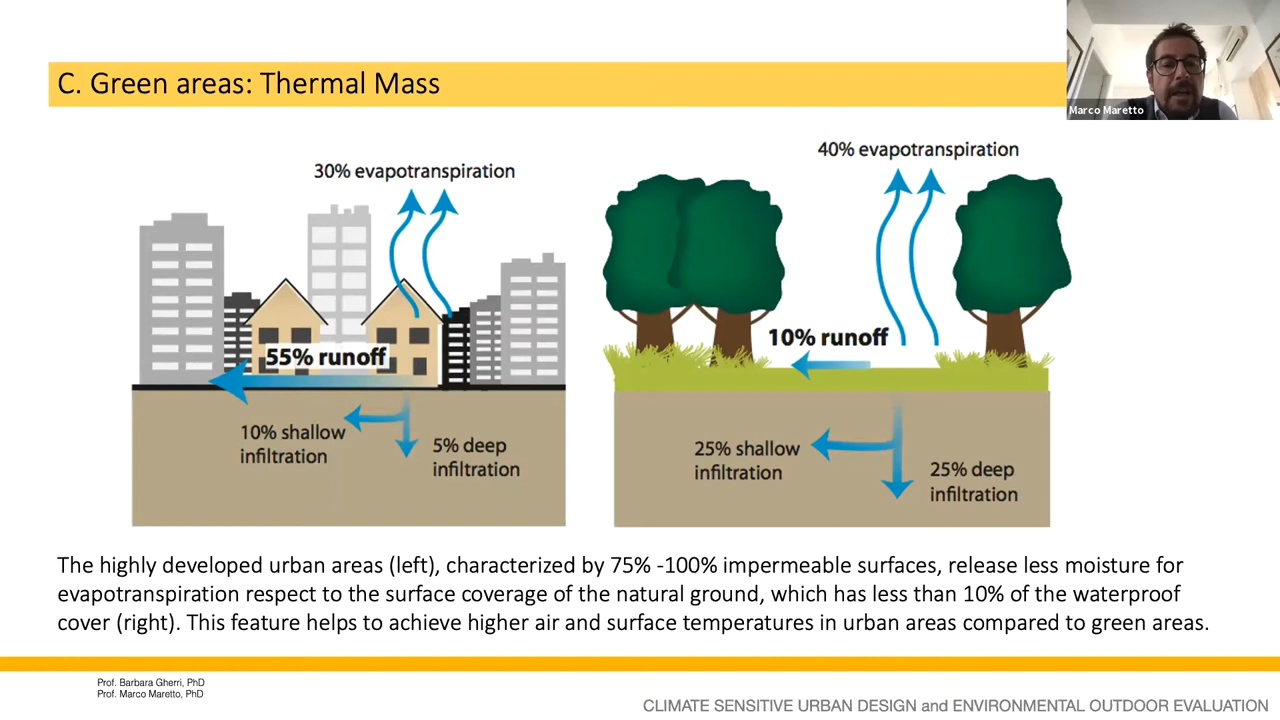 C. Green areas: Thermal Mass
Marco Maretto
30% evapotranspiration
55% runoff
10% shallow
infiltration
5% deep
infiltration
40% evapotranspiration
10% runoff
25% shallow
infiltration
25% deep
infiltration
The highly developed urban areas (left), characterized by 75% -100% impermeable surfaces, release less moisture for
evapotranspiration respect to the surface coverage of the natural ground, which has less than 10% of the waterproof
cover (right). This feature helps to achieve higher air and surface temperatures in urban areas compared to green areas.
Prof. Barbara Gherri, PhD
Prof. Marco Maretto, PhD
CLIMATE SENSITIVE URBAN DESIGN and ENVIRONMENTAL OUTDOOR EVALUATION